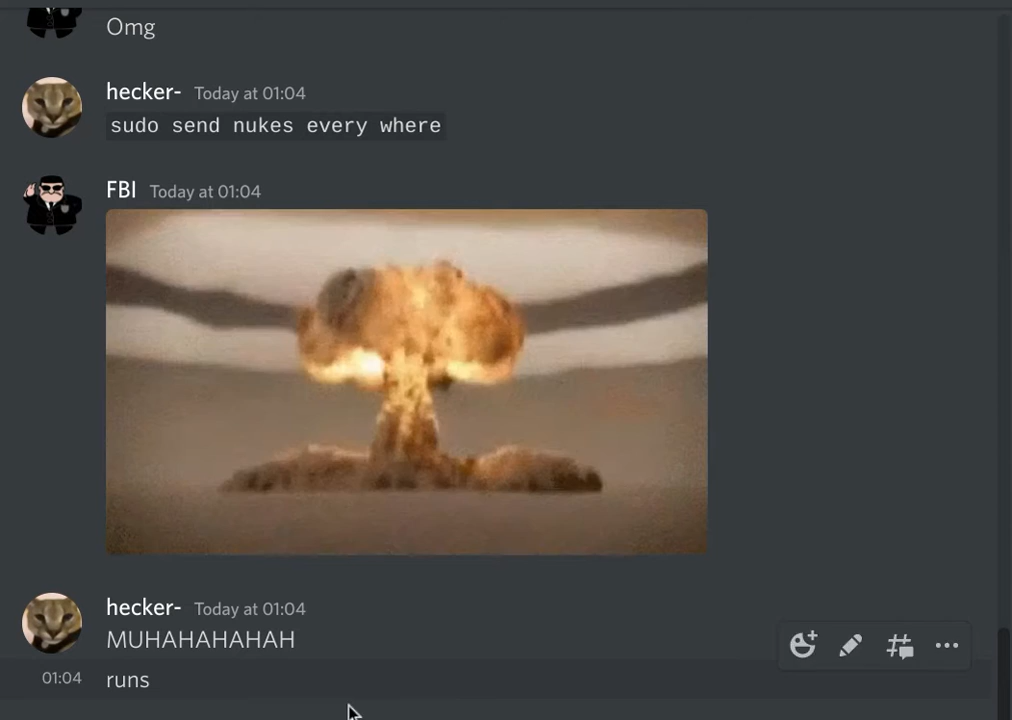 Omg
hecker- Today at 01:04
sudo send nukes every where
FBI Today at 01:04
hecker- Today at 01:04
MUHAHAHAHAH
01:04 runs